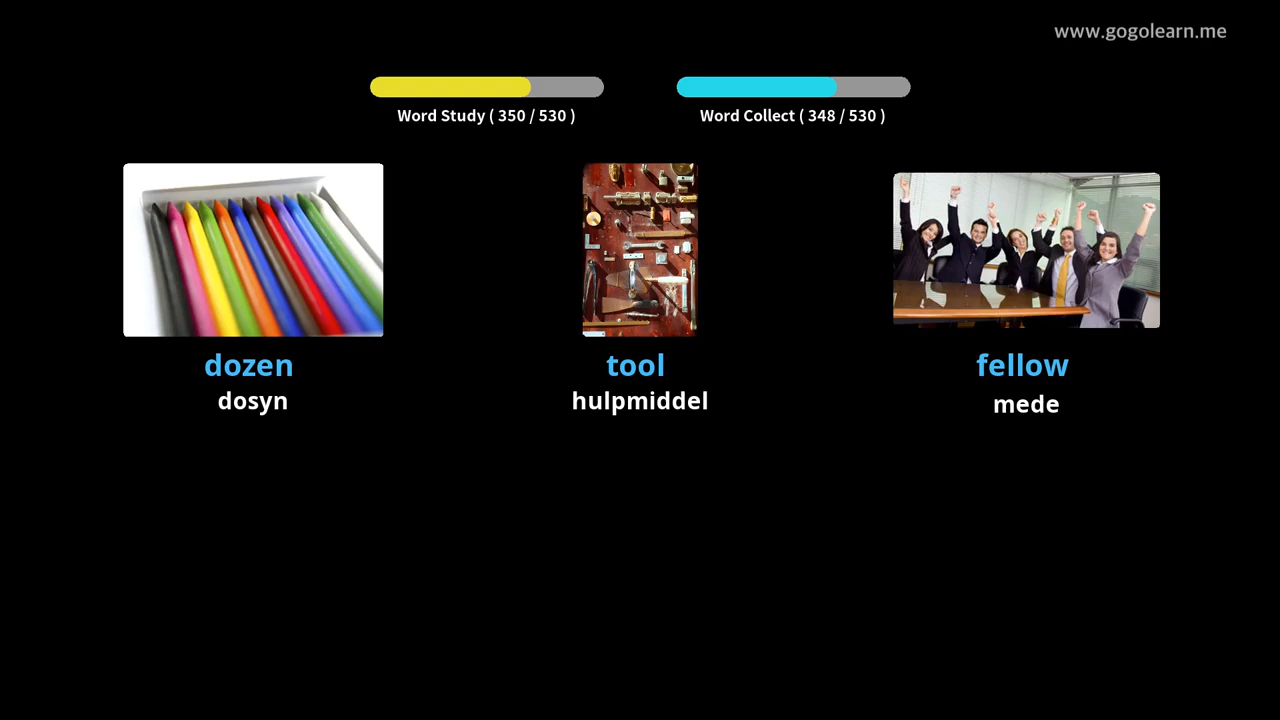 www.gogolearn.me
Word Study ( 350 / 530 )
Word Collect ( 348 / 530 )
dozen
dosyn
tool
hulpmiddel
fellow
mede